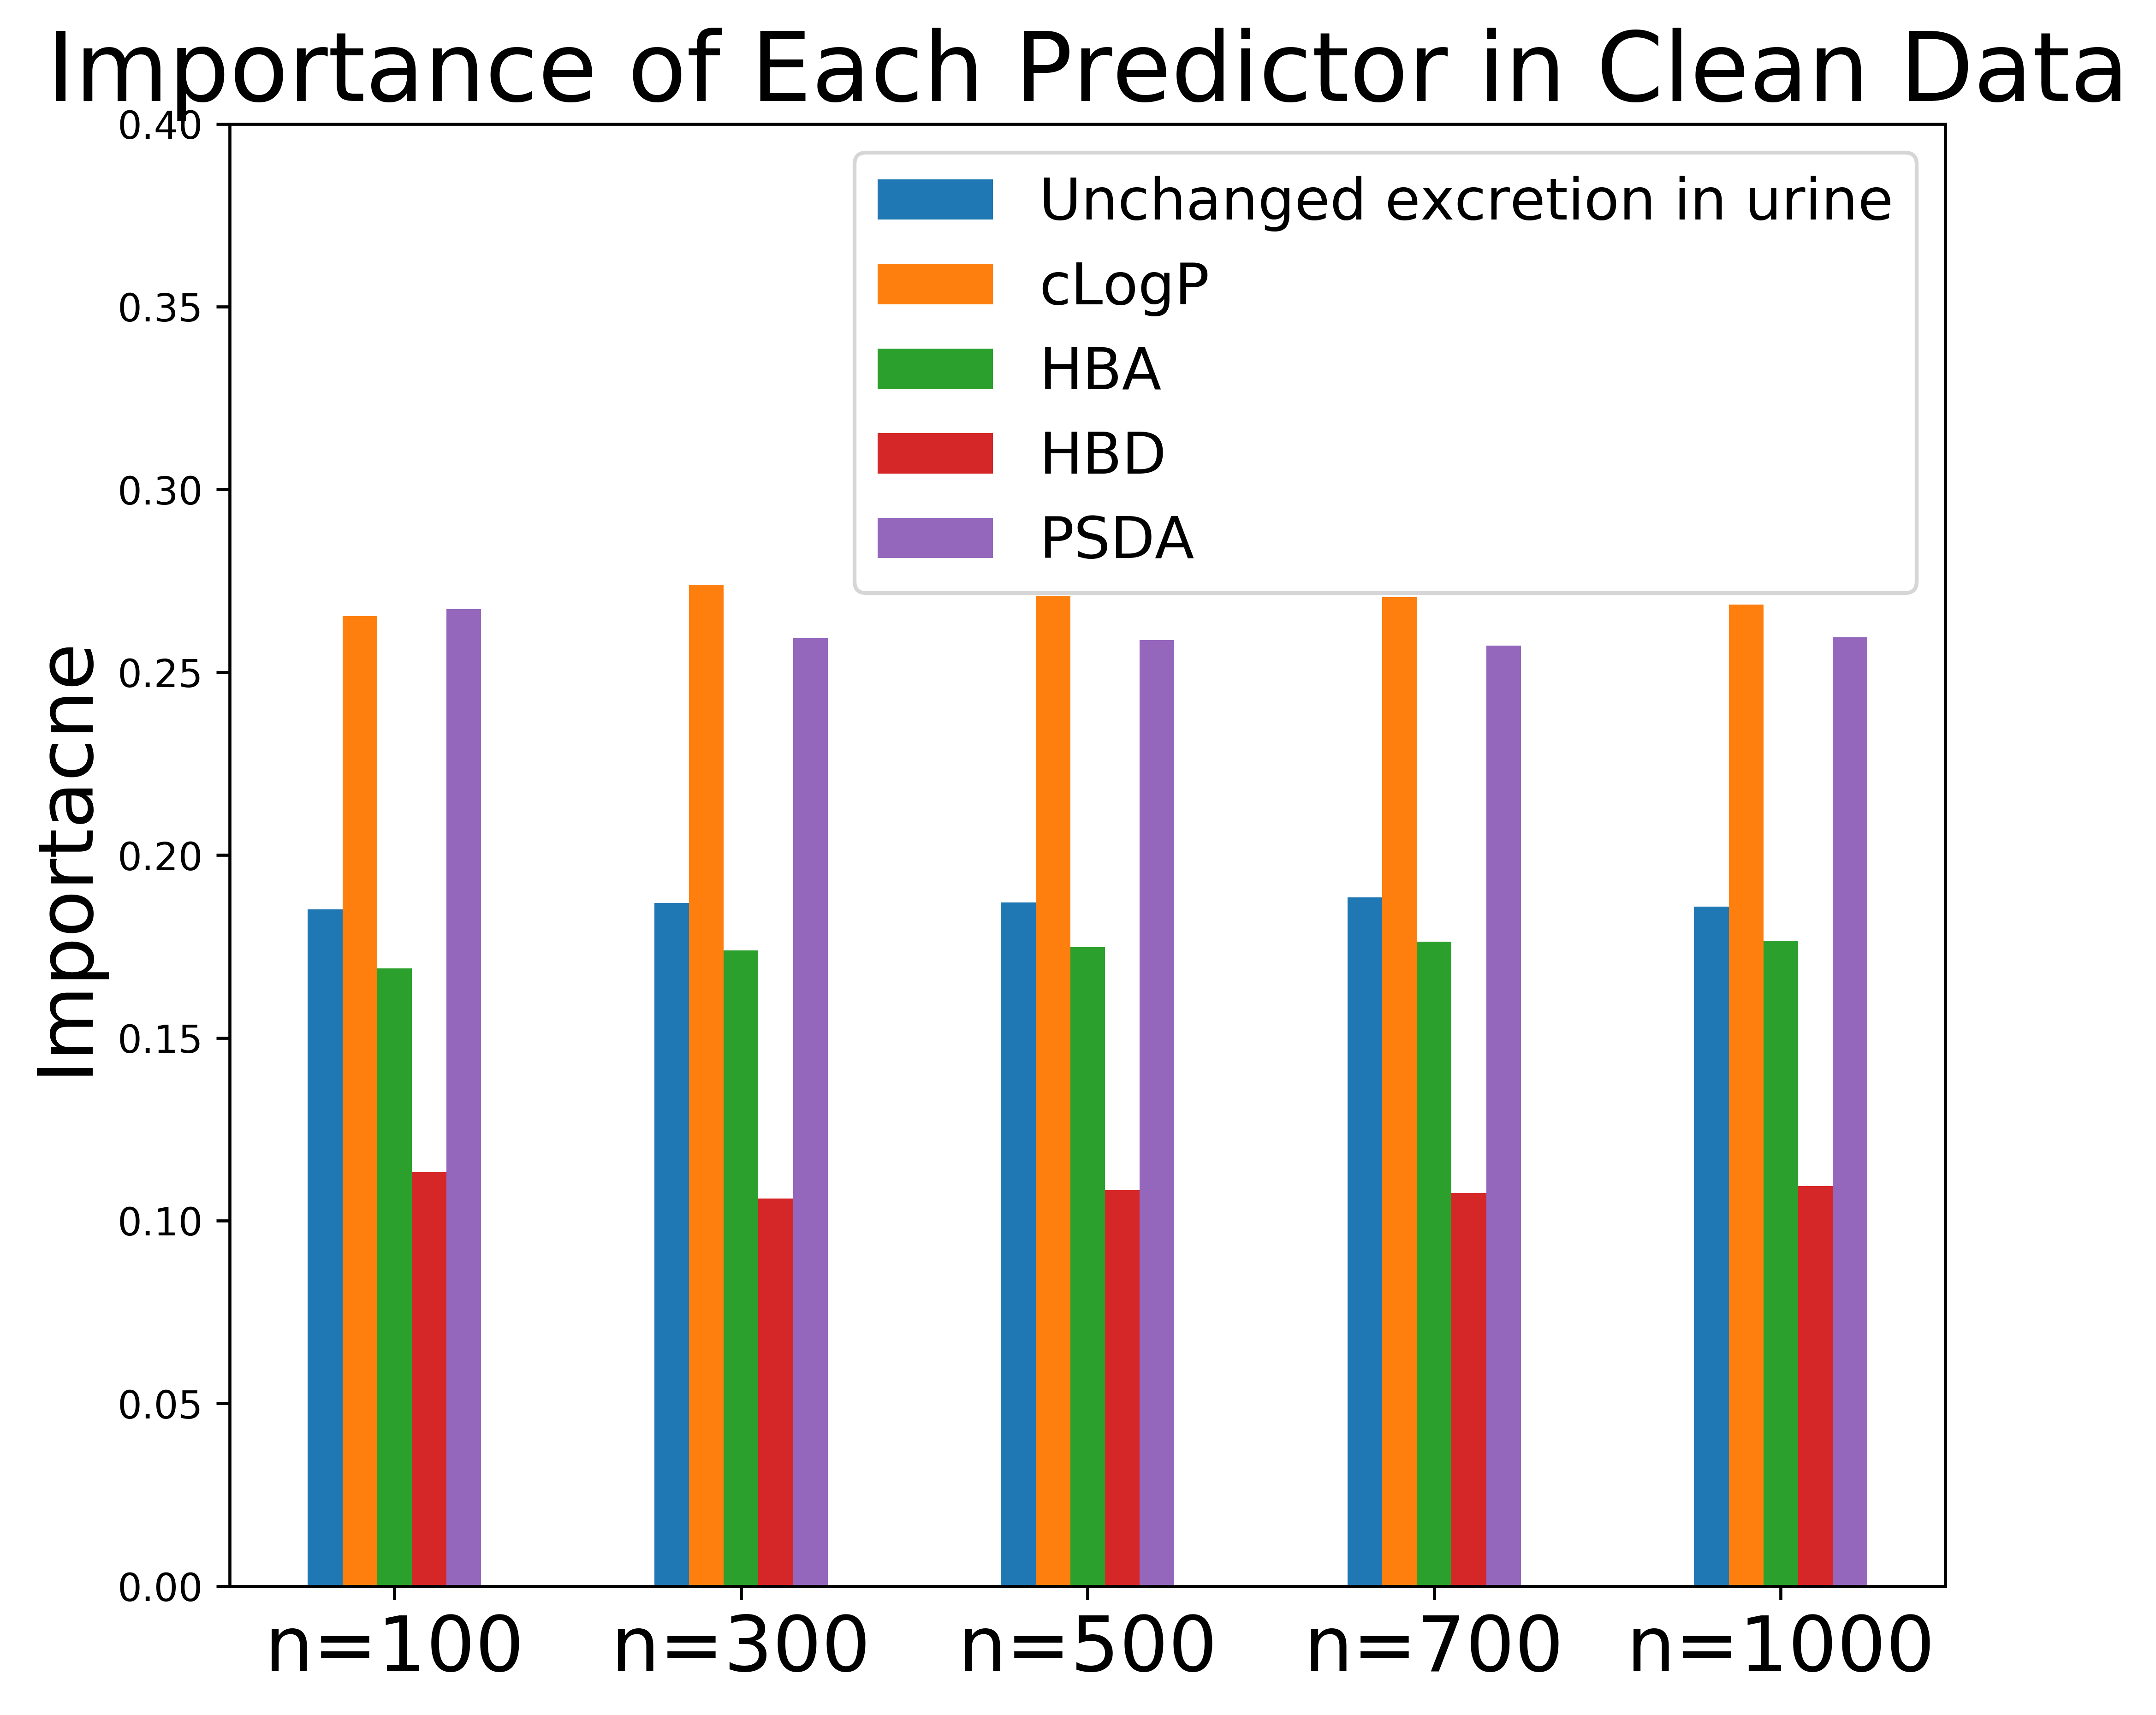 Importance of Each Predictor in Clean Data
0.40
0.35
0.30
0.25
0.20
0.15
0.10
0.05
0.00
Importacne
Unchanged excretion in urine
cLogP
HBA
HBD
PSDA
n=100 n=300 n=500 n=700 n=1000